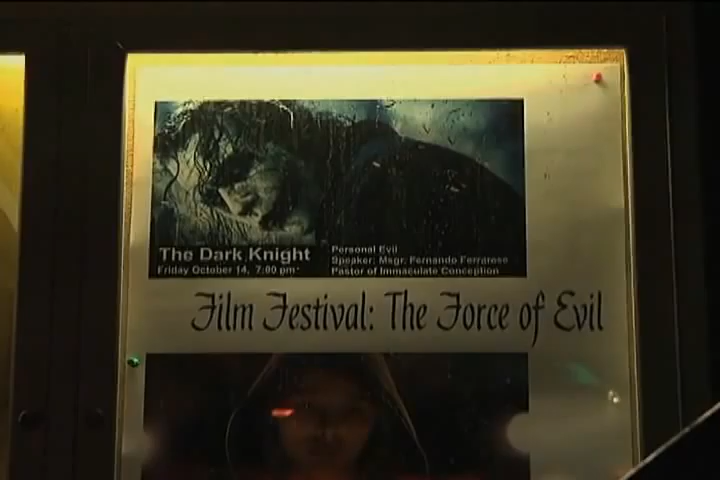 The Dark Knight
Friday October 14, 7:00 pm
Personal Evil
Speaker: Msgr. Fernando Ferrarese
Pastor of Immaculate Conception
Film Festival: The Force of Evil